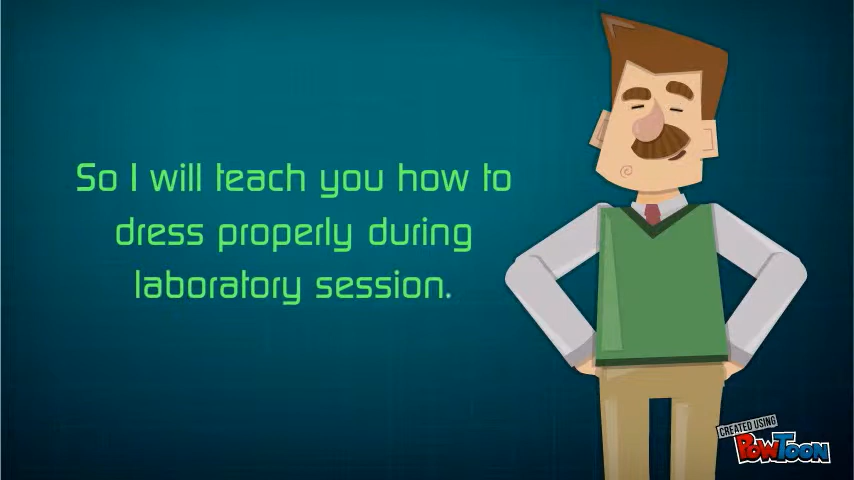 So I will teach you how to
dress properly during
laboratory session.
CREATED USING
POWTOON